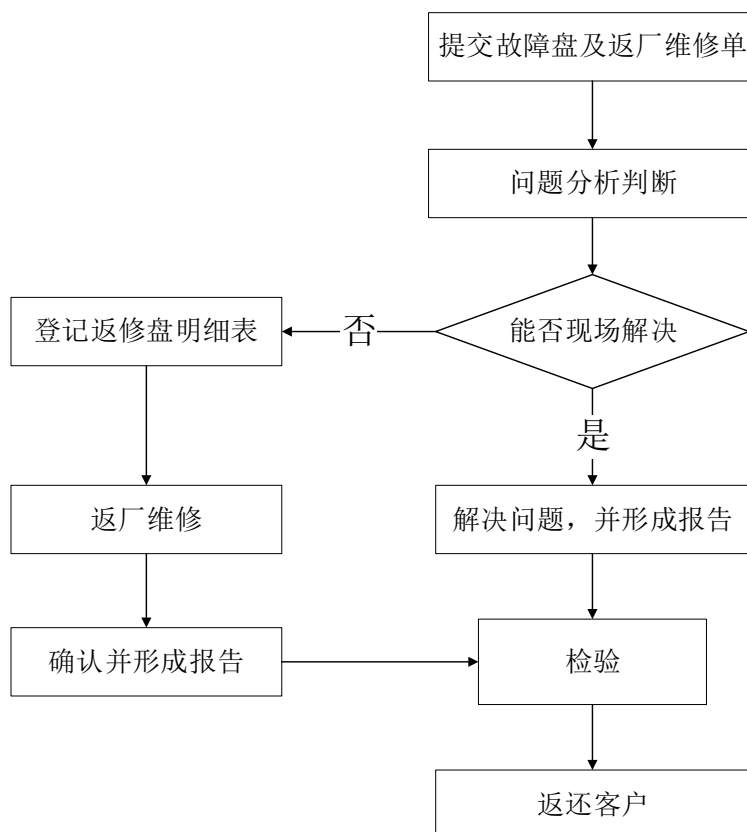 提交故障盘及返厂维修单
问题分析判断
能否现场解决
否
登记返修盘明细表
是
返厂维修
解决问题，并形成报告
确认并形成报告
检验
返还客户